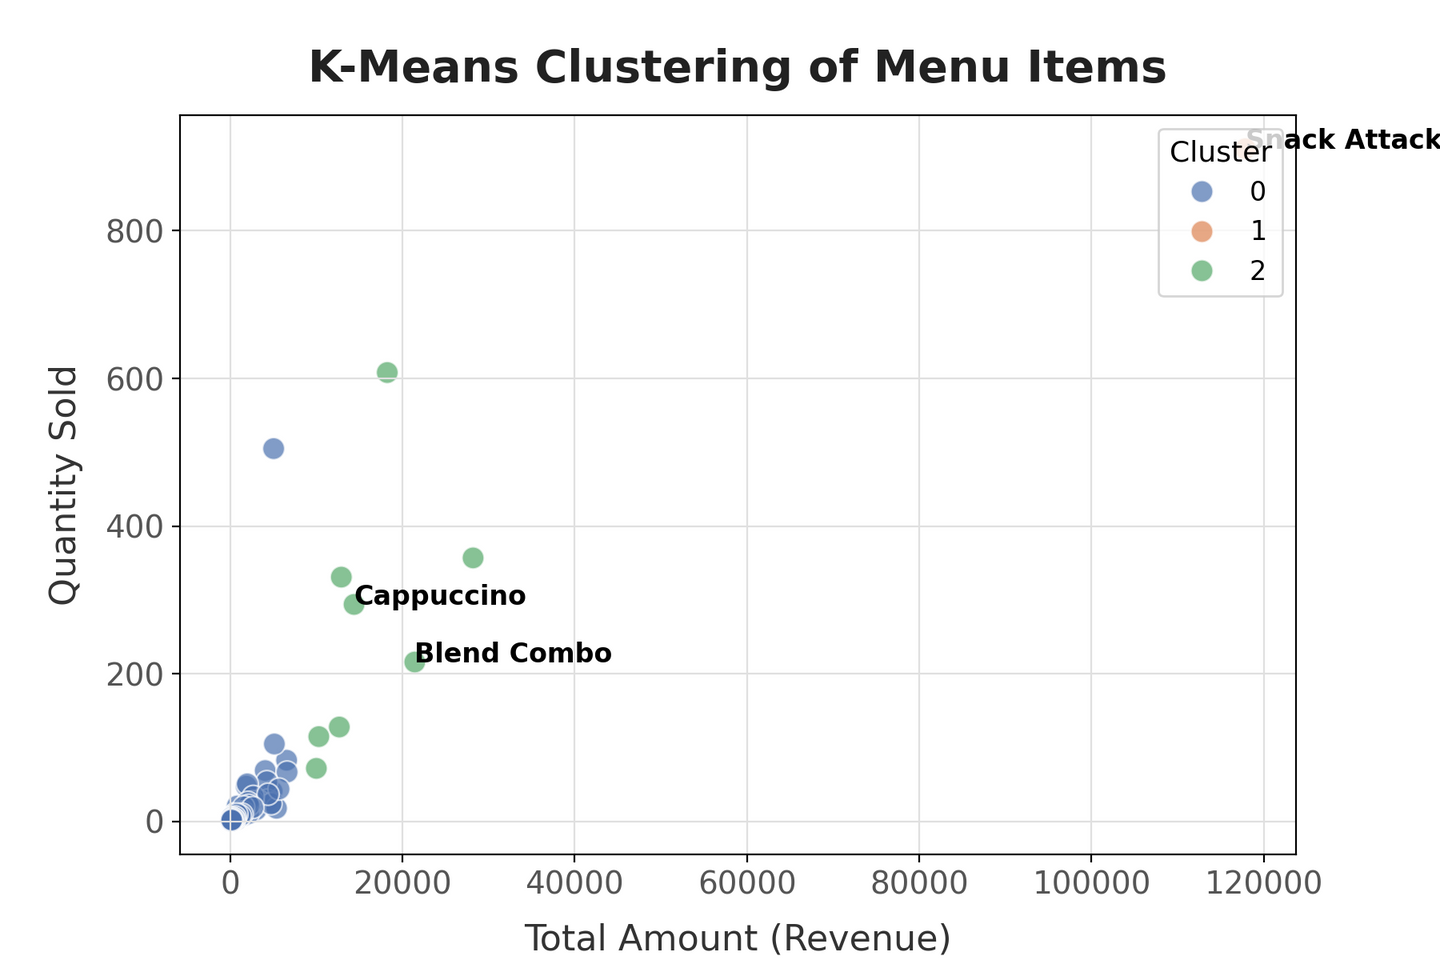 K-Means Clustering of Menu Items
Snack Attack
Cluster
0
1
2
800
600
400
200
0
Quantity Sold
Cappuccino
Blend Combo
0
20000
40000
60000
80000
100000
120000
Total Amount (Revenue)